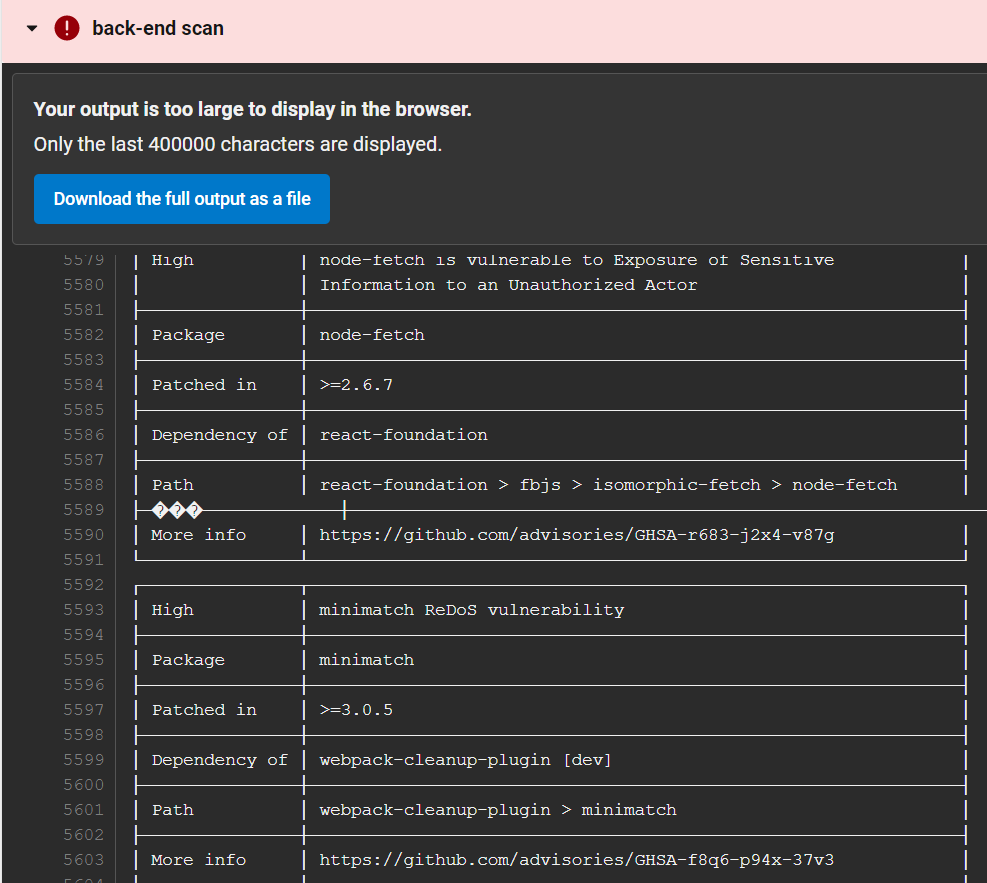 back-end scan
Your output is too large to display in the browser.
Only the last 400000 characters are displayed.
Download the full output as a file
5579 │ High │ node-fetch is vulnerable to Exposure of Sensitive │
5580 │ │ Information to an Unauthorized Actor │
5581
5582 │ Package │ node-fetch │
5583
5584 │ Patched in │ >=2.6.7 │
5585
5586 │ Dependency of │ react-foundation │
5587
5588 │ Path │ react-foundation > fbjs > isomorphic-fetch > node-fetch │
5589 ├─���
5590 │ More info │ https://github.com/advisories/GHSA-r683-j2x4-v87g │
5591
5592
5593 │ High │ minimatch ReDoS vulnerability │
5594
5595 │ Package │ minimatch │
5596
5597 │ Patched in │ >=3.0.5 │
5598
5599 │ Dependency of │ webpack-cleanup-plugin [dev] │
5600
5601 │ Path │ webpack-cleanup-plugin > minimatch │
5602
5603 │ More info │ https://github.com/advisories/GHSA-f8q6-p94x-37v3 │
5604